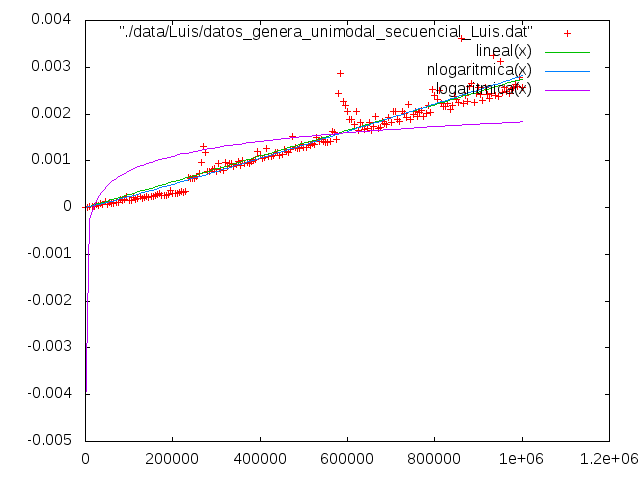 "./data/Luis/datos_genera_unimodal_secuencial_Luis.dat"
lineal(x)
nlogaritmica(x)
logaritmica(x)
0.004
0.003
0.002
0.001
0
-0.001
-0.002
-0.003
-0.004
-0.005
0 200000 400000 600000 800000 1e+06 1.2e+06